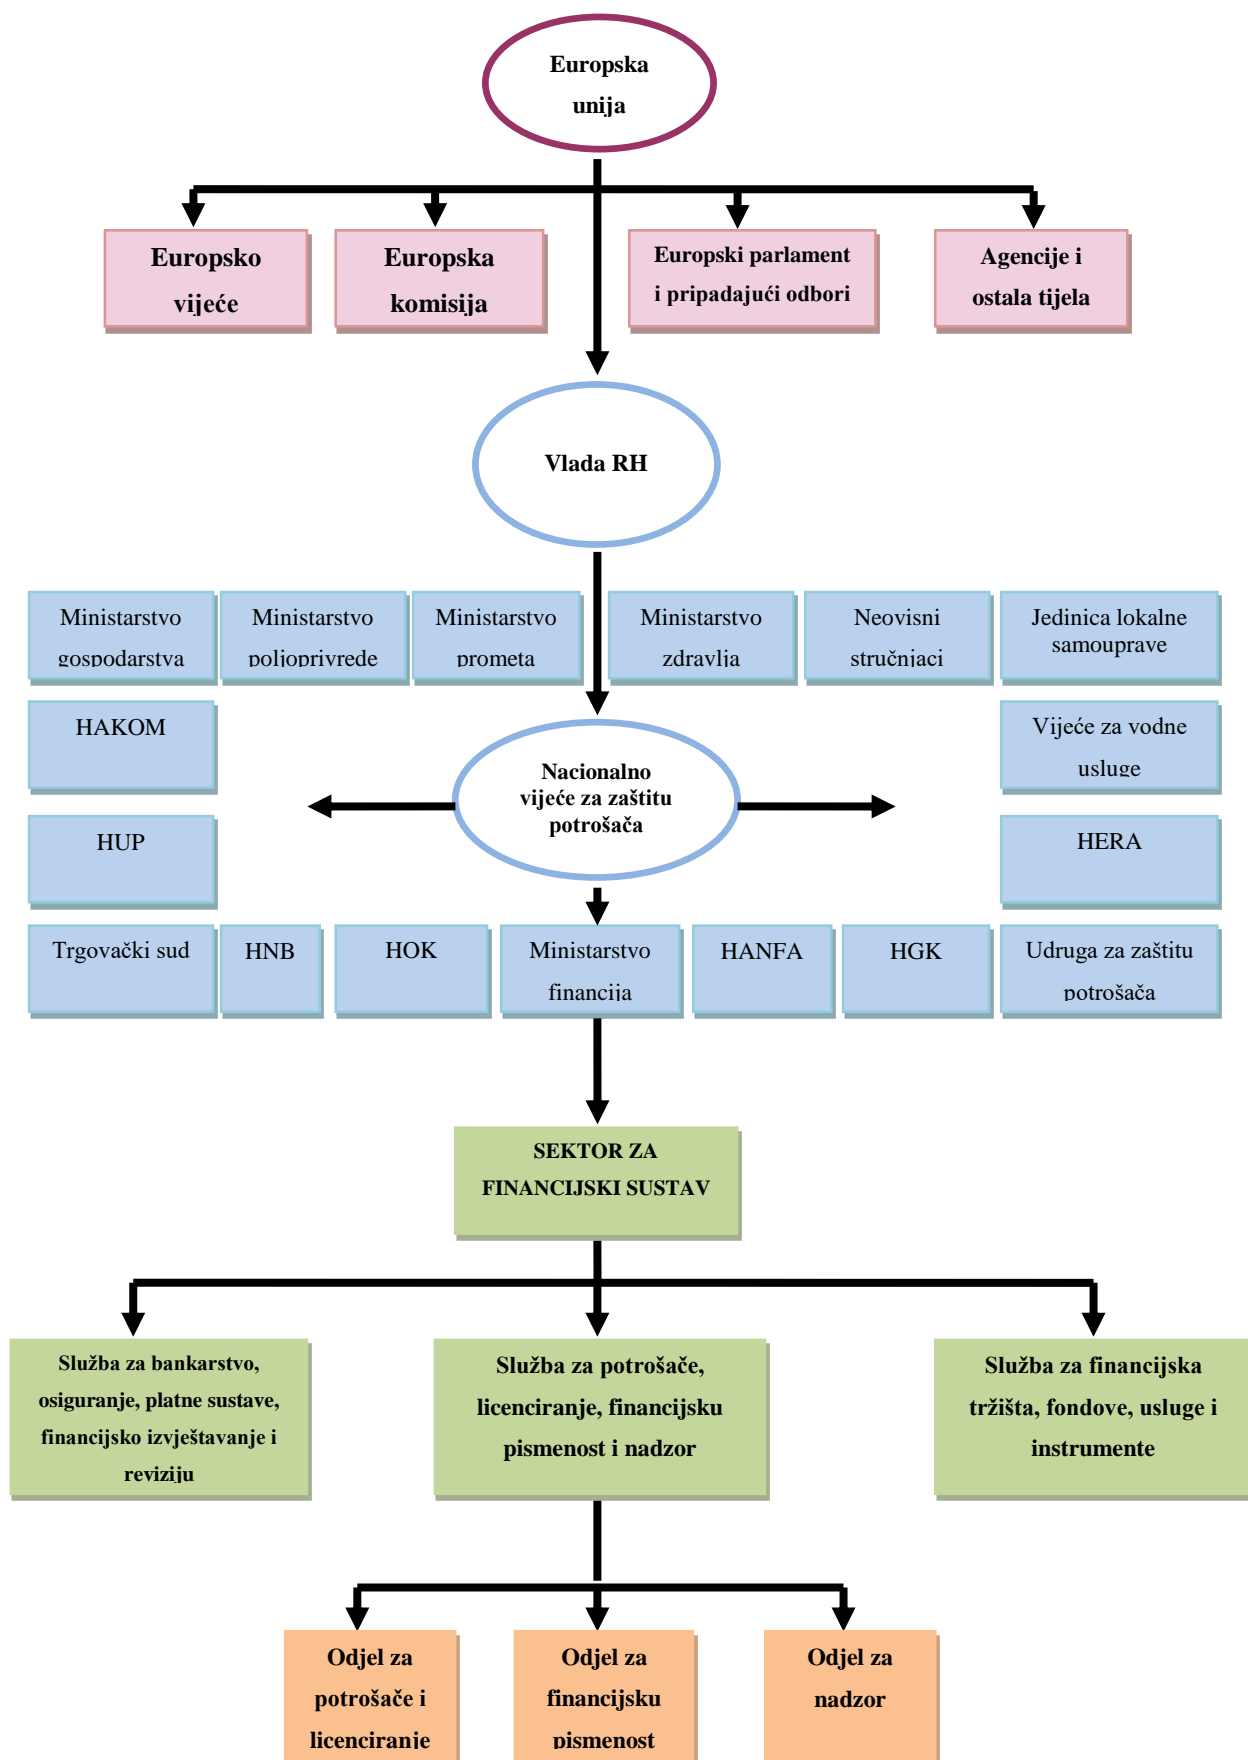 Europska
unija
Europsko
vijeće
Europska
komisija
Europski parlament
i pripadajući odbori
Agencije i
ostala tijela
Vlada RH
Ministarstvo
gospodarstva
Ministarstvo
poljoprivrede
Ministarstvo
prometa
Ministarstvo
zdravlja
Neovisni
stručnjaci
Jedinica lokalne
samouprave
HAKOM
Vijeće za vodne
usluge
Nacionalno
vijeće za zaštitu
potrošača
HUP
HERA
Trgovački sud
HNB
HOK
Ministarstvo
financija
HANFA
HGK
Udruga za zaštitu
potrošača
SEKTOR ZA
FINANCIJSKI SUSTAV
Služba za bankarstvo,
osiguranje, platne sustave,
financijsko izvještavanje i
reviziju
Služba za potrošače,
licenciranje, financijsku
pismenost i nadzor
Služba za financijska
tržišta, fondove, usluge i
instrumente
Odjel za
potrošače i
licenciranje
Odjel za
financijsku
pismenost
Odjel za
nadzor